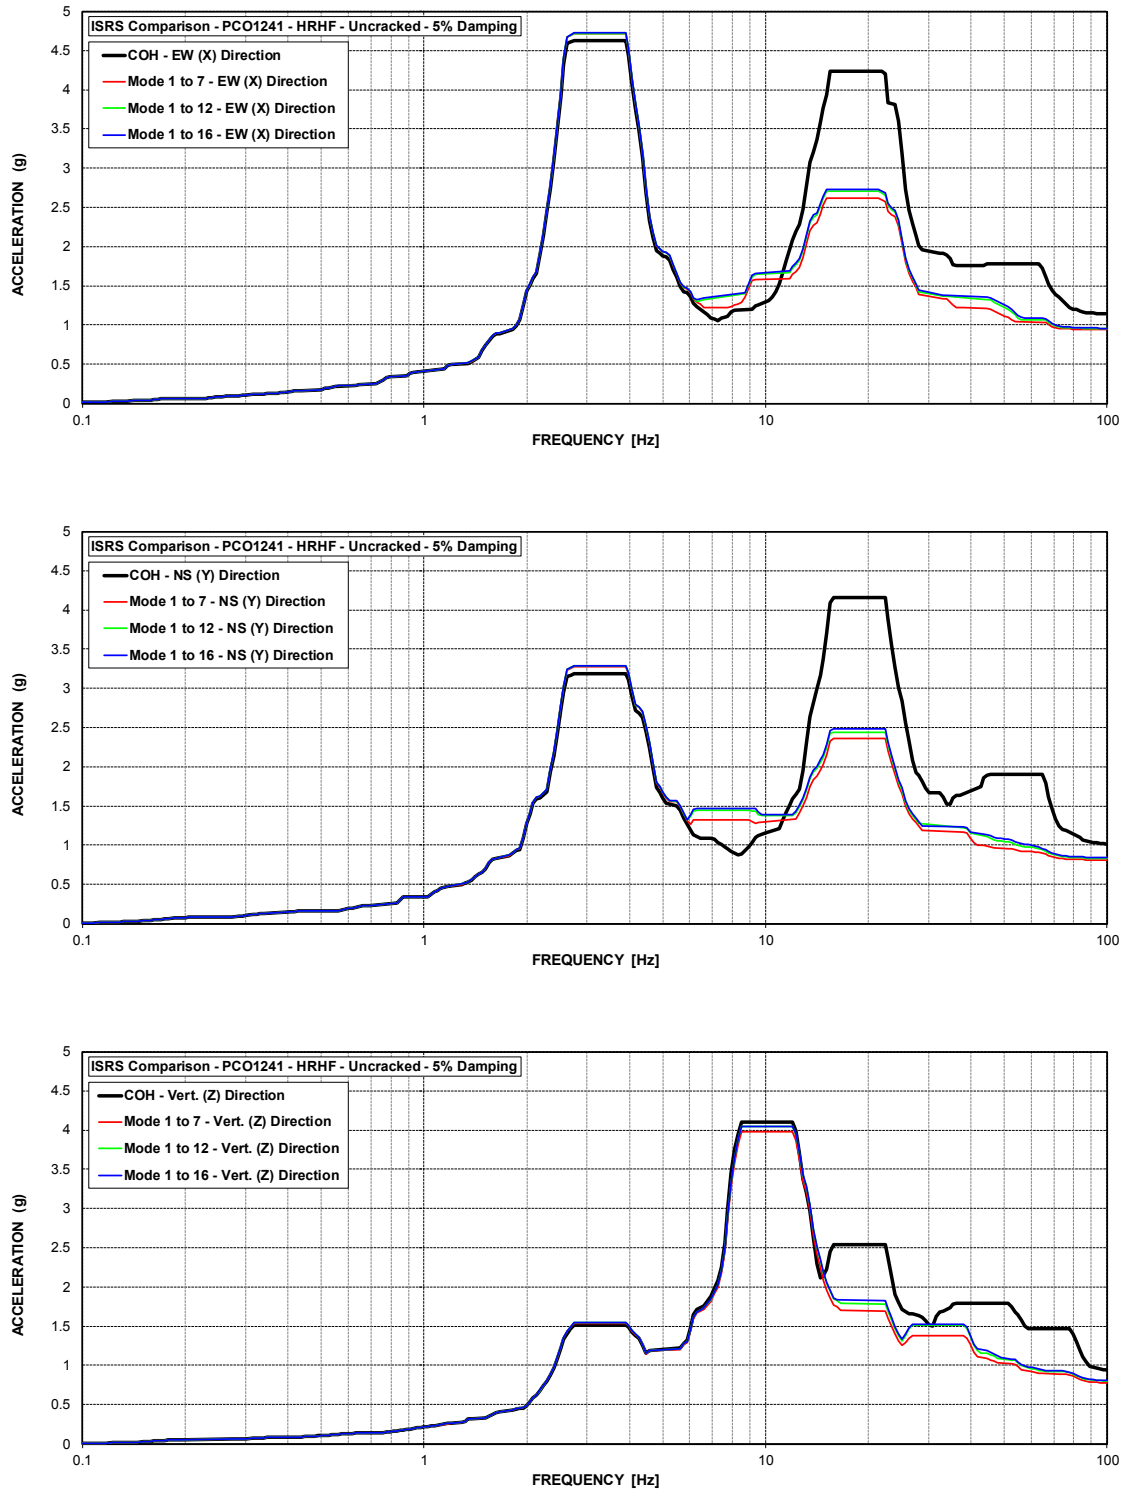 ISRS Comparison - PCO1241 - HRHF - Uncracked - 5% Damping
COH - EW (X) Direction
Mode 1 to 7 - EW (X) Direction
Mode 1 to 12 - EW (X) Direction
Mode 1 to 16 - EW (X) Direction
ACCELERATION (g)
5
4.5
4
3.5
3
2.5
2
1.5
1
0.5
0
0.1
1
10
100
FREQUENCY [Hz]
ISRS Comparison - PCO1241 - HRHF - Uncracked - 5% Damping
COH - NS (Y) Direction
Mode 1 to 7 - NS (Y) Direction
Mode 1 to 12 - NS (Y) Direction
Mode 1 to 16 - NS (Y) Direction
ACCELERATION (g)
5
4.5
4
3.5
3
2.5
2
1.5
1
0.5
0
0.1
1
10
100
FREQUENCY [Hz]
ISRS Comparison - PCO1241 - HRHF - Uncracked - 5% Damping
COH - Vert. (Z) Direction
Mode 1 to 7 - Vert. (Z) Direction
Mode 1 to 12 - Vert. (Z) Direction
Mode 1 to 16 - Vert. (Z) Direction
ACCELERATION (g)
5
4.5
4
3.5
3
2.5
2
1.5
1
0.5
0
0.1
1
10
100
FREQUENCY [Hz]